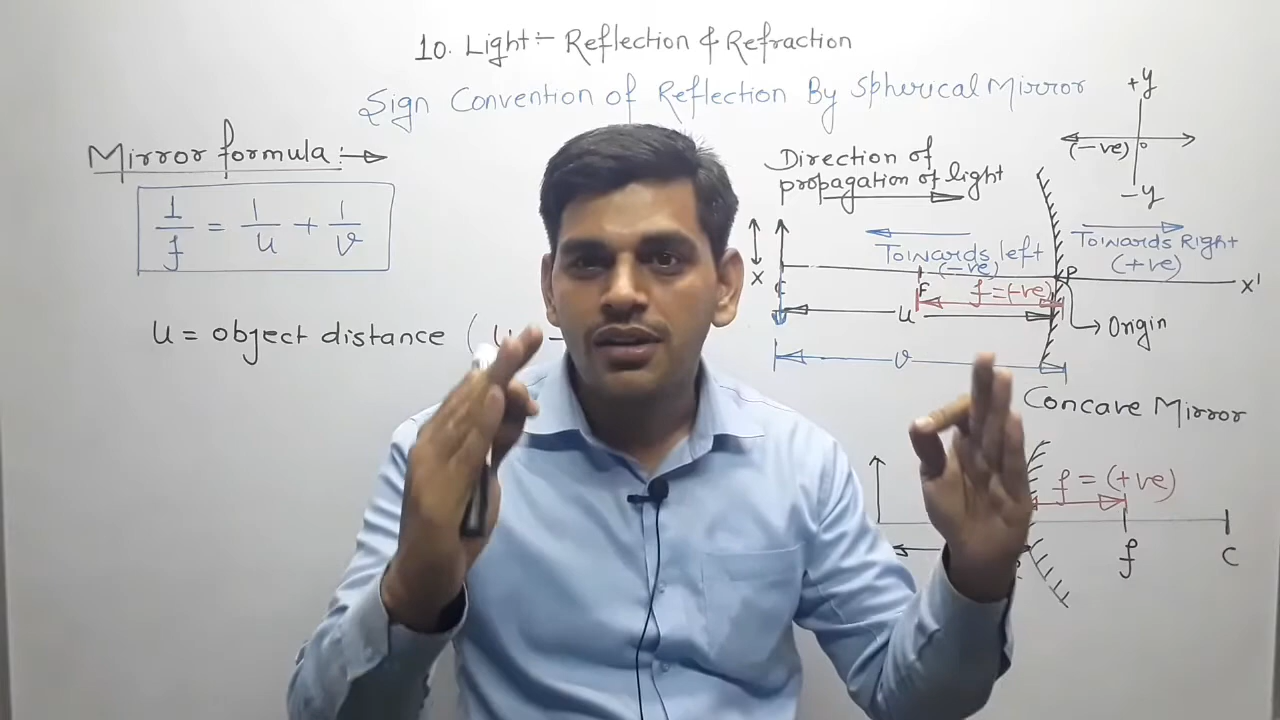 10. Light:- Reflection & Refraction
Sign Convention of Reflection By Spherical Mirror
Mirror formula:→
1/f = 1/u + 1/v
u = object distance ( u
Direction of
propagation of light
+y
(-ve) o
-y
Towards left
(-ve)
Towards Right
(+ve)
X C F P X'
f=(-ve)
u
Origin
v
Concave Mirror
f = (+ve)
f C